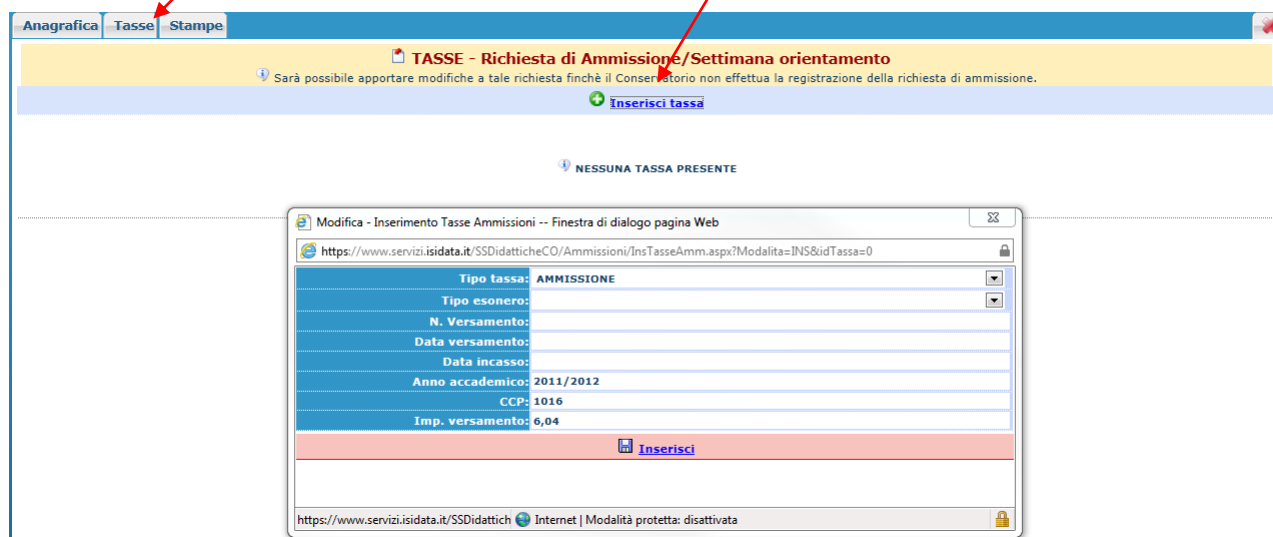 Anagrafica Tasse Stampe
TASSE - Richiesta di Ammissione/Settimana orientamento
Sarà possibile apportare modifiche a tale richiesta finchè il Conservatorio non effettua la registrazione della richiesta di ammissione.
Inserisci tassa
NESSUNA TASSA PRESENTE
Modifica - Inserimento Tasse Ammissioni -- Finestra di dialogo pagina Web
https://www.servizi.isidata.it/SSDidatticheCO/Ammissioni/InsTasseAmm.aspx?Modalita=INS&idTassa=0
Tipo tassa: AMMISSIONE
Tipo esonero:
N. Versamento:
Data versamento:
Data incasso:
Anno accademico: 2011/2012
CCP: 1016
Imp. versamento: 6,04
Inserisci
https://www.servizi.isidata.it/SSDidattich Internet | Modalità protetta: disattivata